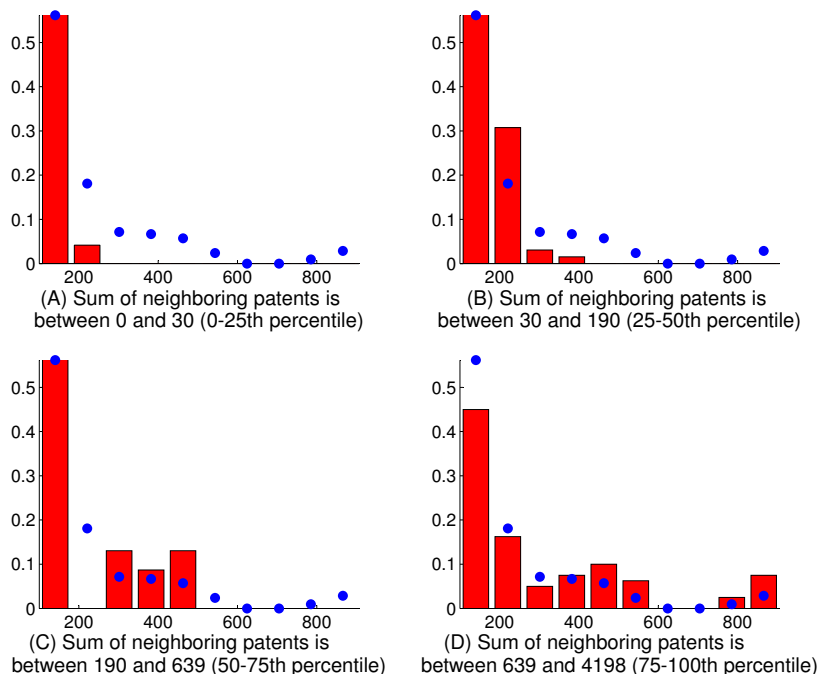 0.5
0.4
0.3
0.2
0.1
0
200 400 600 800
(A) Sum of neighboring patents is
between 0 and 30 (0-25th percentile)
0.5
0.4
0.3
0.2
0.1
0
200 400 600 800
(B) Sum of neighboring patents is
between 30 and 190 (25-50th percentile)
0.5
0.4
0.3
0.2
0.1
0
200 400 600 800
(C) Sum of neighboring patents is
between 190 and 639 (50-75th percentile)
0.5
0.4
0.3
0.2
0.1
0
200 400 600 800
(D) Sum of neighboring patents is
between 639 and 4198 (75-100th percentile)